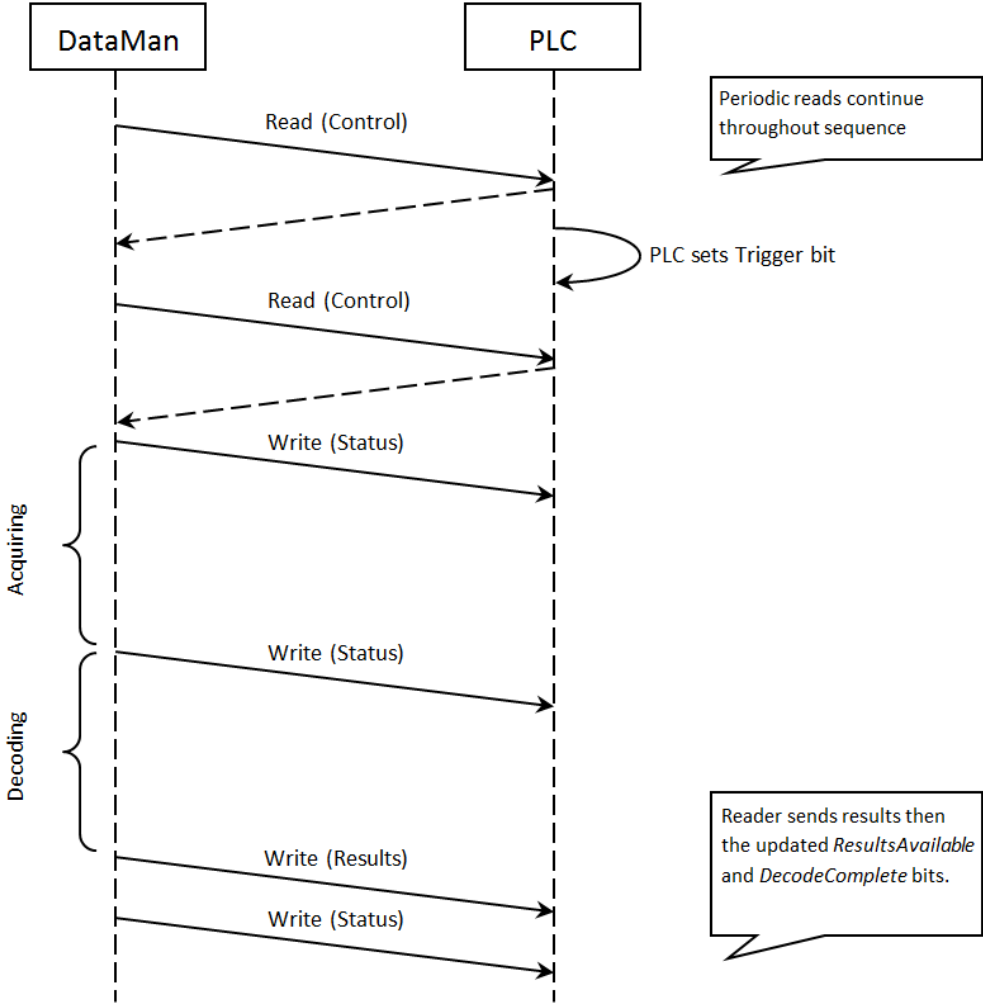 DataMan
PLC
Read (Control)
Periodic reads continue
throughout sequence
PLC sets Trigger bit
Read (Control)
Write (Status)
Acquiring
Write (Status)
Decoding
Reader sends results then
the updated ResultsAvailable
and DecodeComplete bits.
Write (Results)
Write (Status)